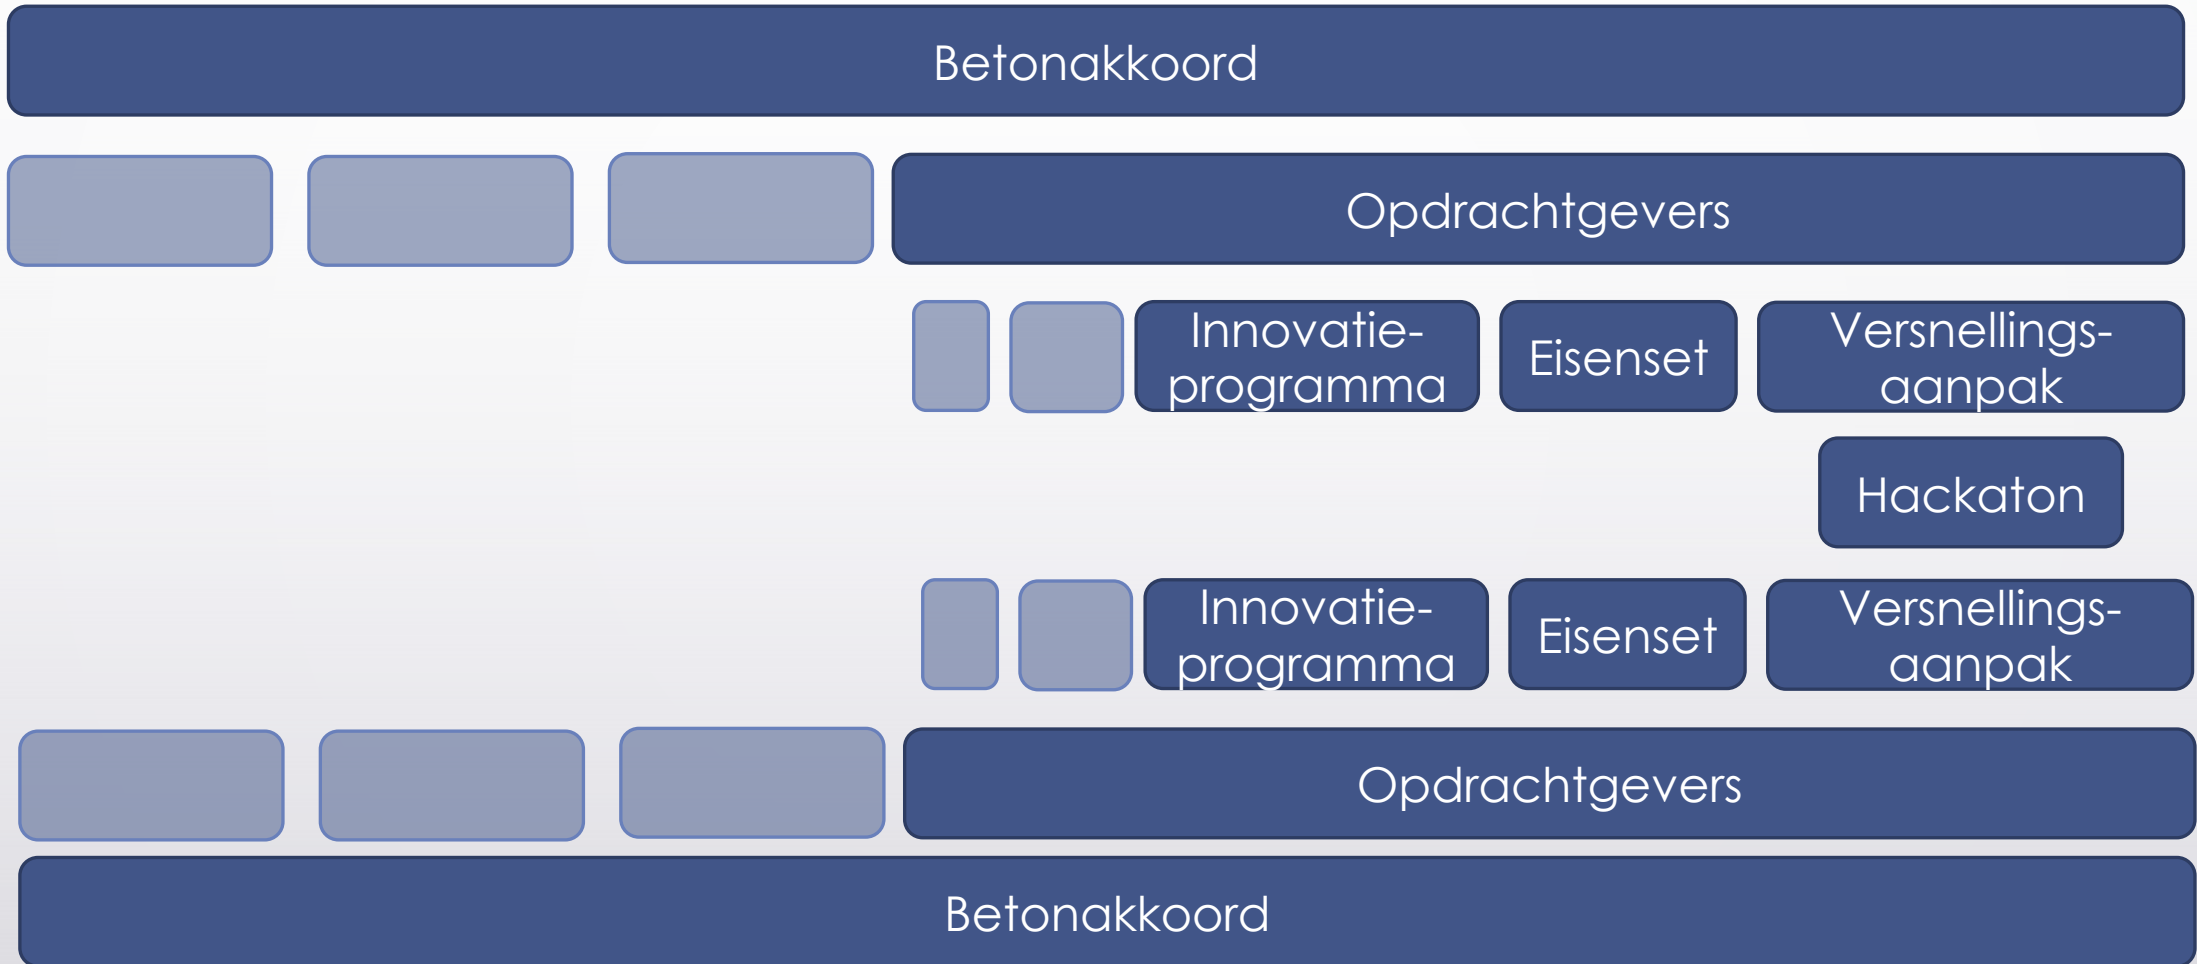 Betonakkoord
Opdrachtgevers
Innovatie-
programma
Eisenset
Versnellings-
aanpak
Hackaton
Innovatie-
programma
Eisenset
Versnellings-
aanpak
Opdrachtgevers
Betonakkoord